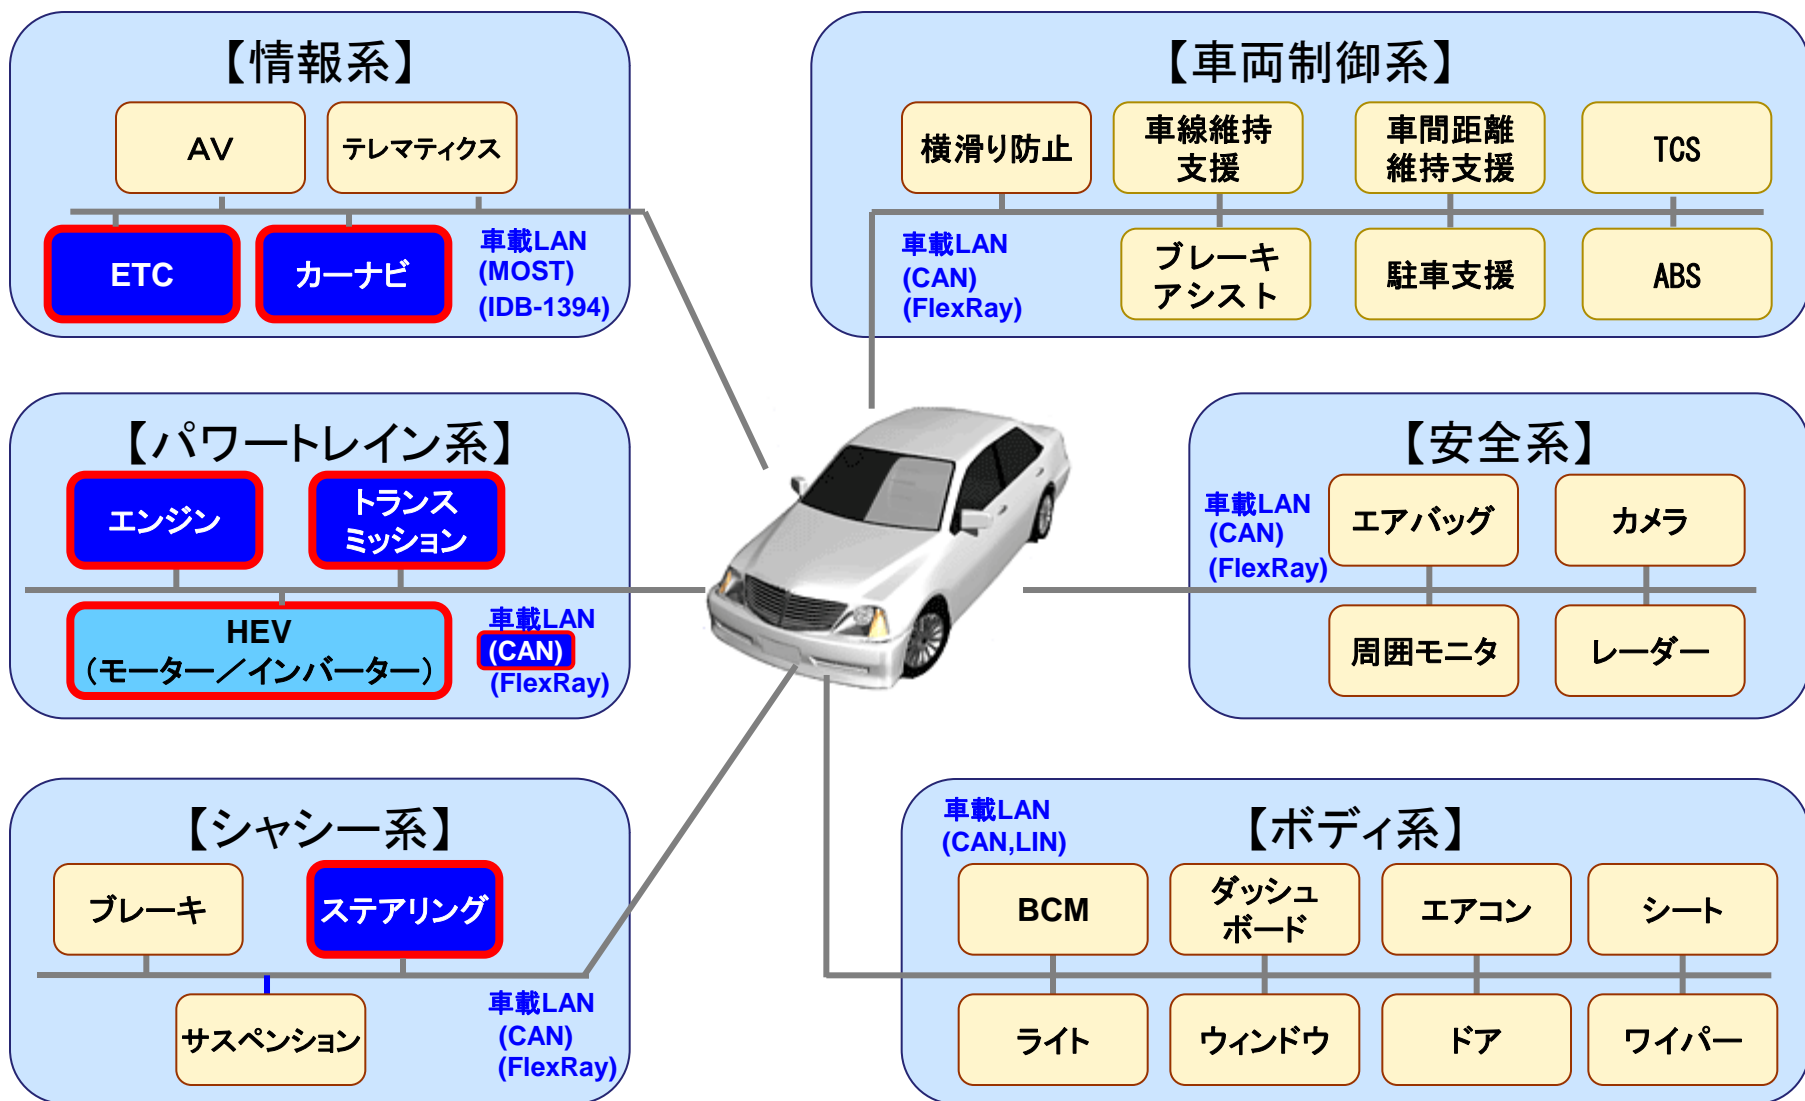 【情報系】
AV
テレマティクス
ETC
カーナビ
車載LAN
(MOST)
(IDB-1394)
【車両制御系】
横滑り防止
車線維持
支援
車間距離
維持支援
TCS
車載LAN
(CAN)
(FlexRay)
ブレーキ
アシスト
駐車支援
ABS
【パワートレイン系】
エンジン
トランス
ミッション
HEV
（モーター／インバーター）
車載LAN
(CAN)
(FlexRay)
【安全系】
車載LAN
(CAN)
(FlexRay)
エアバッグ
カメラ
周囲モニタ
レーダー
【シャシー系】
ブレーキ
ステアリング
サスペンション
車載LAN
(CAN)
(FlexRay)
車載LAN
(CAN,LIN)
【ボディ系】
BCM
ダッシュ
ボード
エアコン
シート
ライト
ウィンドウ
ドア
ワイパー